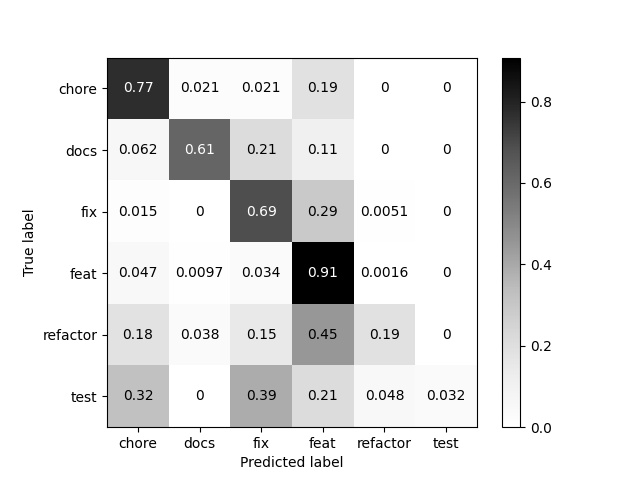 chore 0.77 0.021 0.021 0.19 0 0
docs 0.062 0.61 0.21 0.11 0 0
fix 0.015 0 0.69 0.29 0.0051 0
feat 0.047 0.0097 0.034 0.91 0.0016 0
refactor 0.18 0.038 0.15 0.45 0.19 0
test 0.32 0 0.39 0.21 0.048 0.032
chore docs fix feat refactor test
Predicted label
True label
0.8
0.6
0.4
0.2
0.0